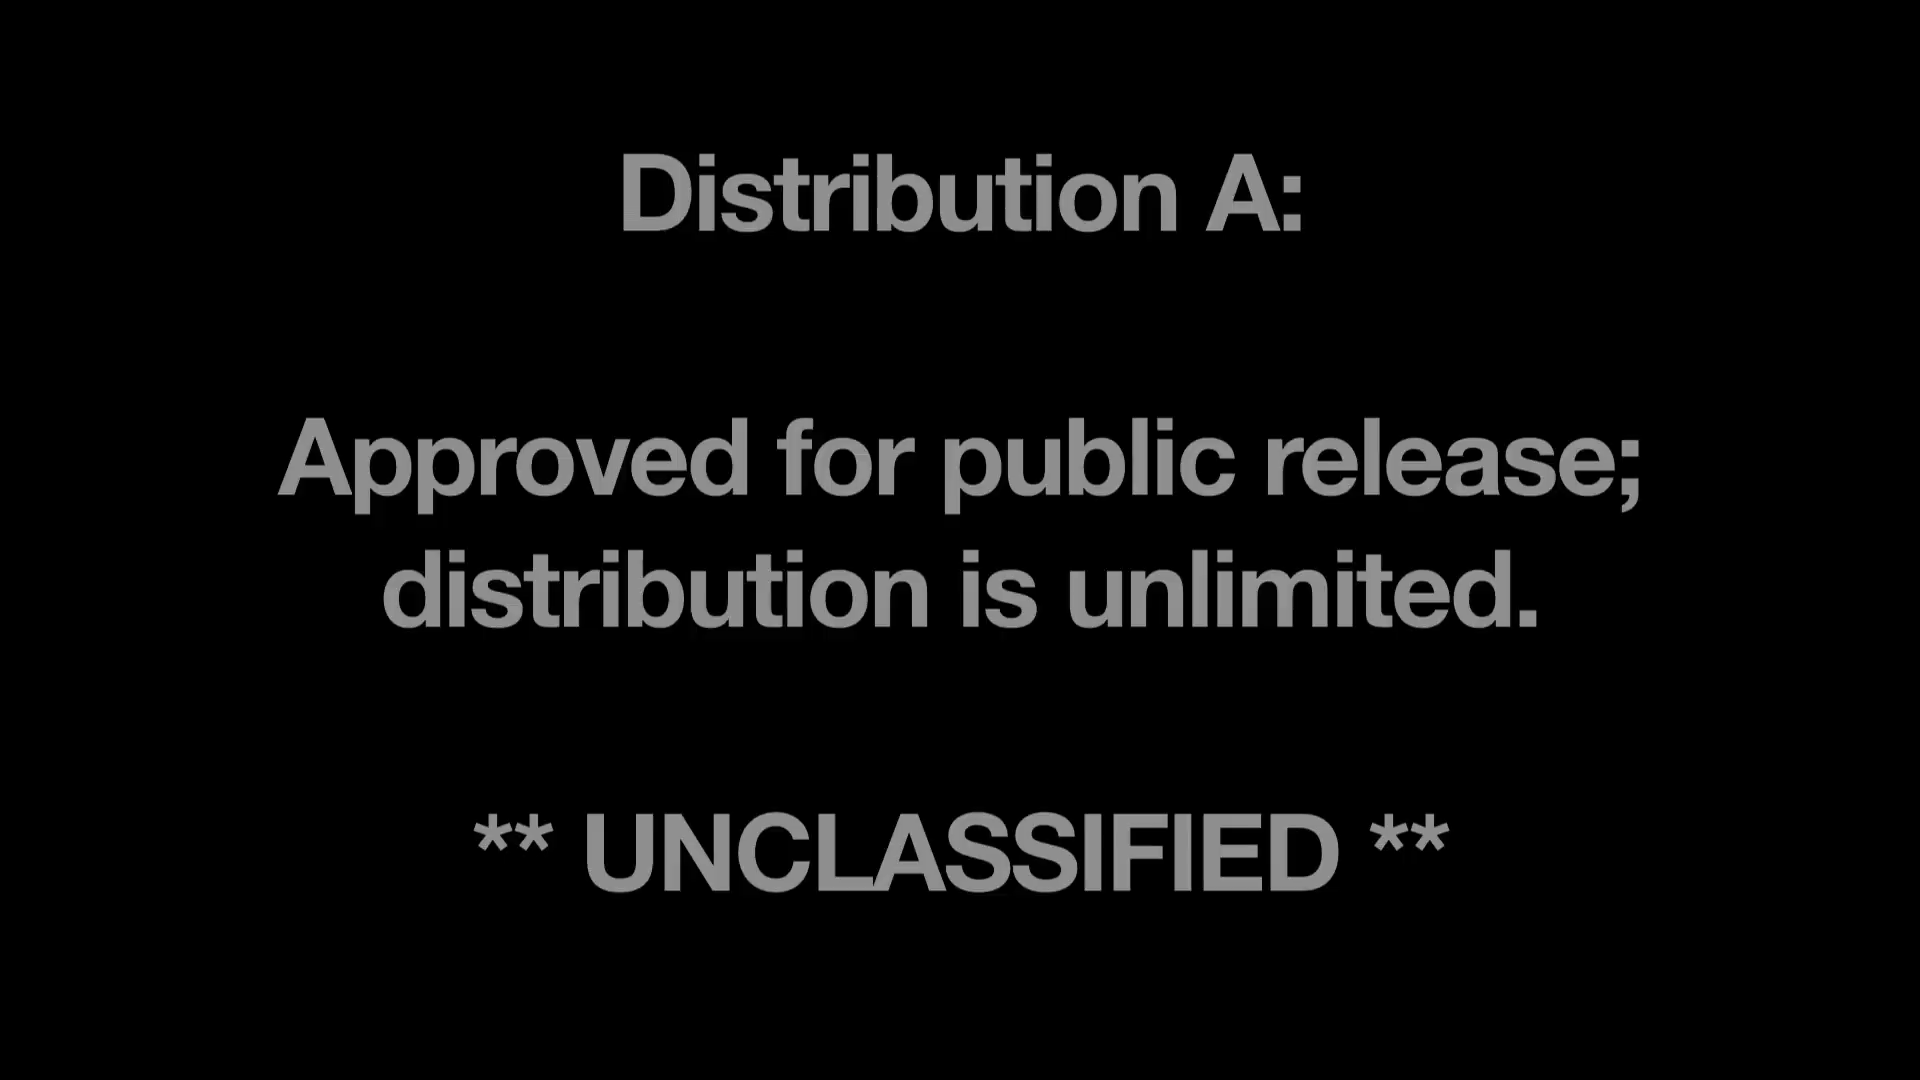 Distribution A:
Approved for public release;
distribution is unlimited.
** UNCLASSIFIED **